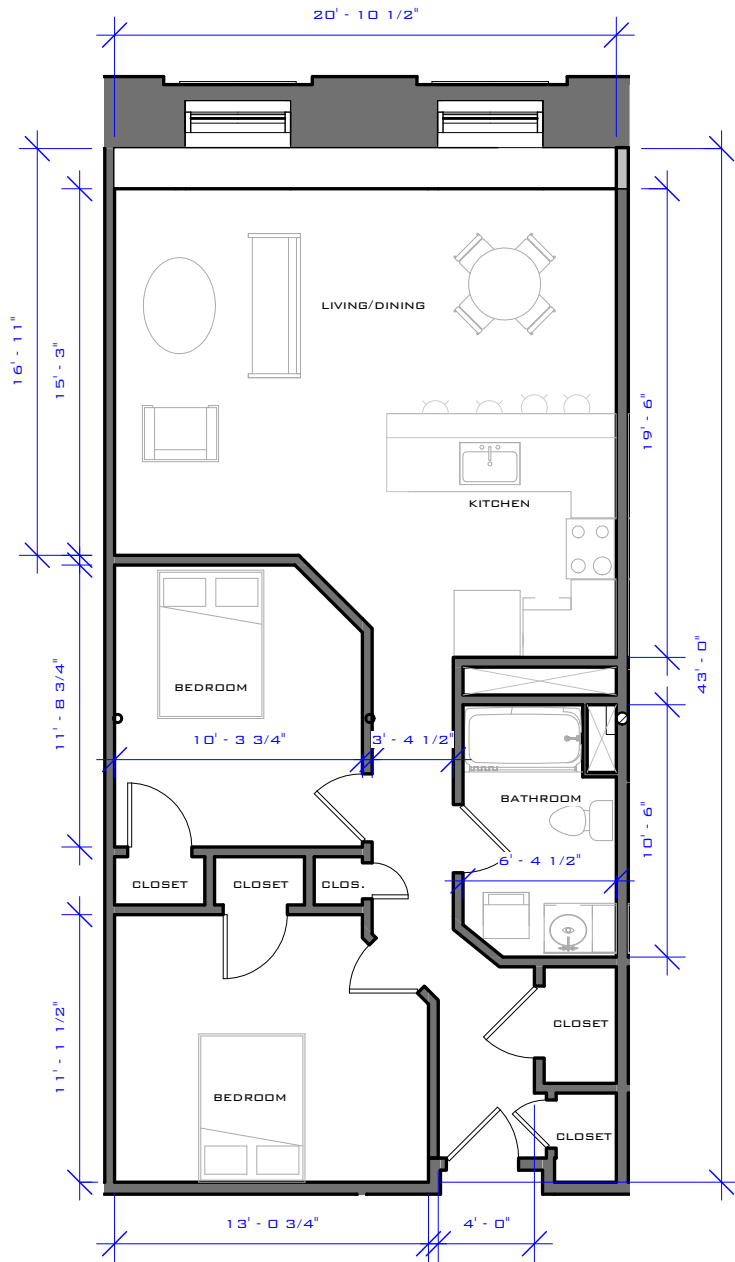 20' - 10 1/2"
LIVING/DINING
16' - 11"
15' - 3"
19' - 6"
KITCHEN
43' - 0"
BEDROOM
11' - 8 3/4"
10' - 3 3/4"
3' - 4 1/2"
BATHROOM
10' - 6"
6' - 4 1/2"
CLOSET
CLOSET
CLOS.
11' - 1 1/2"
CLOSET
BEDROOM
CLOSET
13' - 0 3/4"
4' - 0"